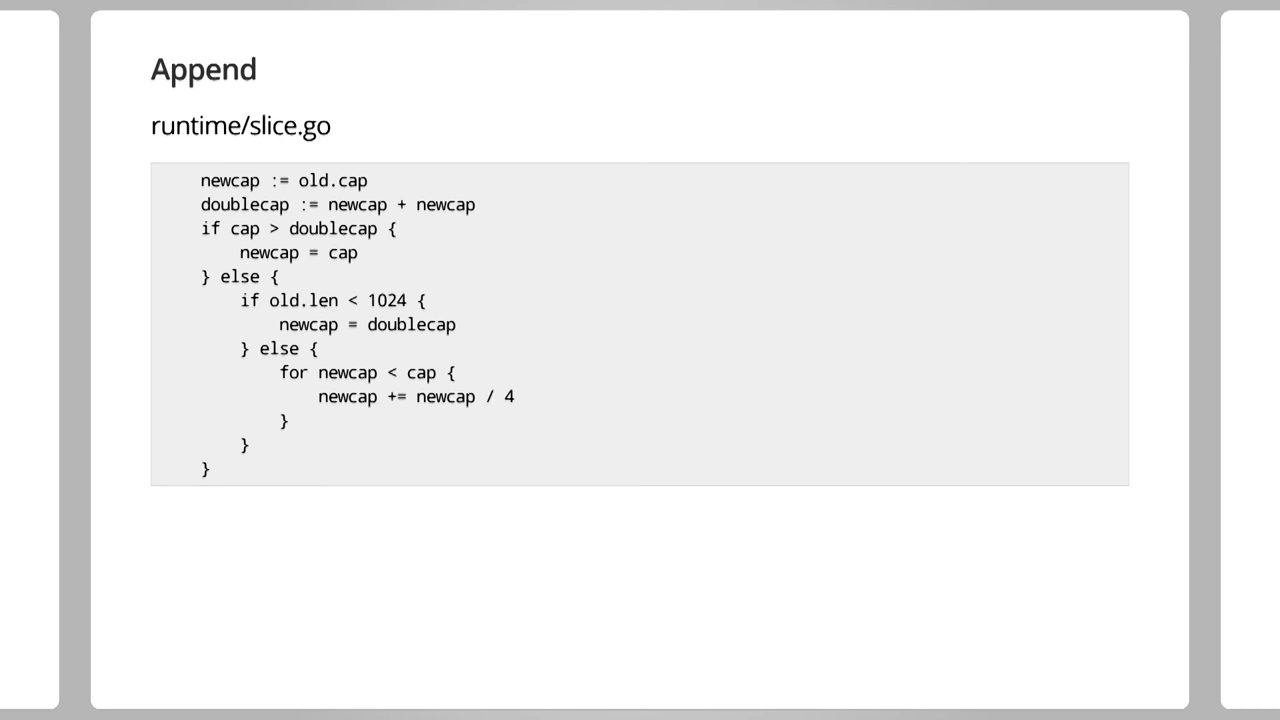 Append
runtime/slice.go
newcap := old.cap
doublecap := newcap + newcap
if cap > doublecap {
newcap = cap
} else {
if old.len < 1024 {
newcap = doublecap
} else {
for newcap < cap {
newcap += newcap / 4
}
}
}